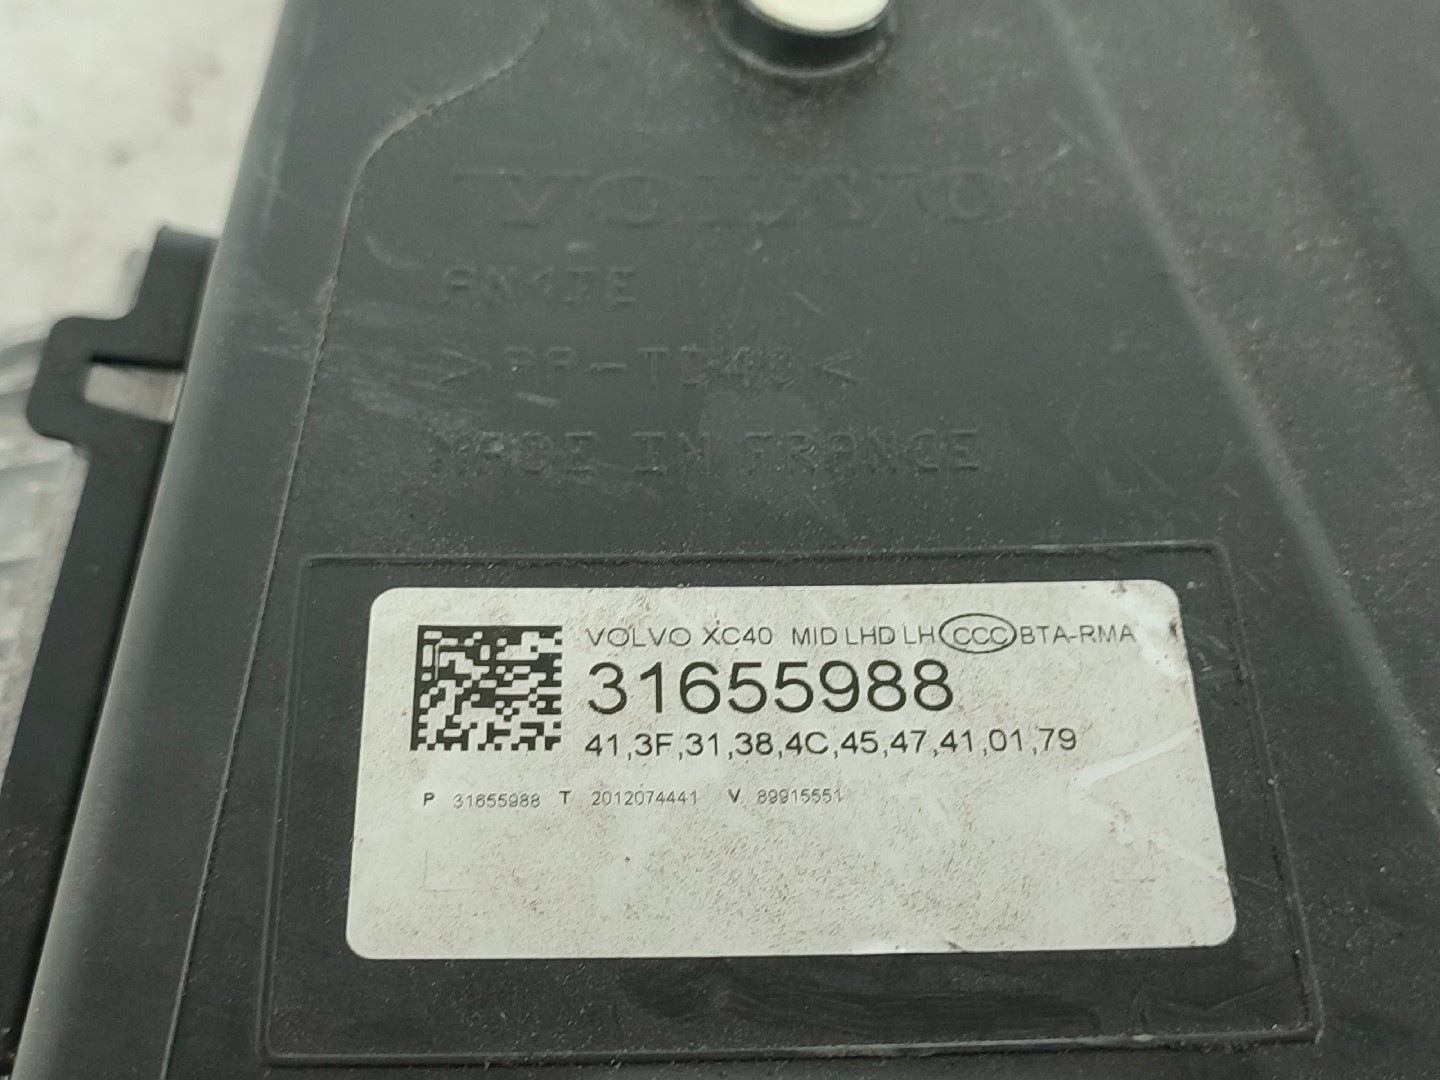 VOLVO
>PP-TD40<
MADE IN FRANCE
VOLVO XC40 MID LHD LH CCC BTA-RMA
31655988
41,3F,31,38,4C,45,47,41,01,79
P 31655988 T 2012074441 V 89915551